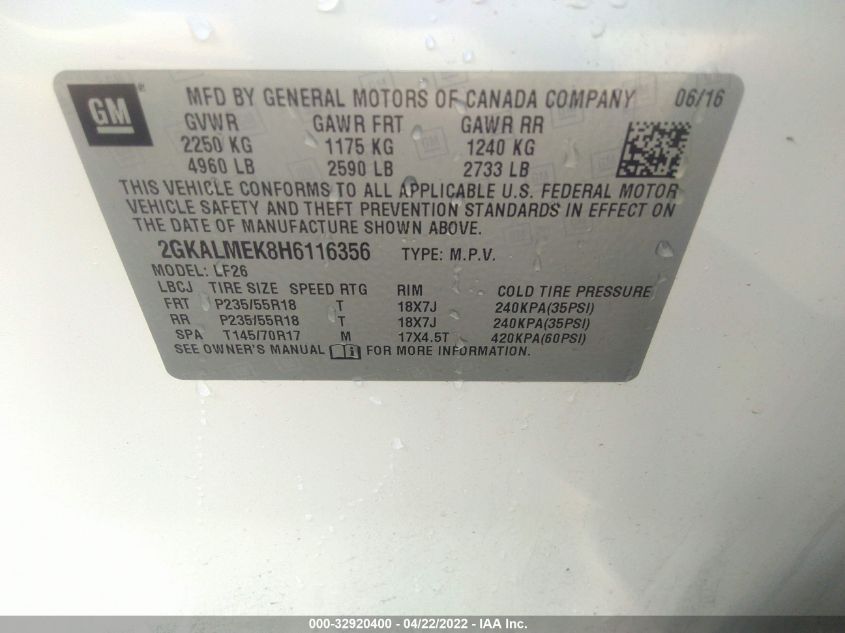 GM ®
MFD BY GENERAL MOTORS OF CANADA COMPANY 06/16
GVWR GAWR FRT GAWR RR
2250 KG 1175 KG 1240 KG
4960 LB 2590 LB 2733 LB
THIS VEHICLE CONFORMS TO ALL APPLICABLE U.S. FEDERAL MOTOR
VEHICLE SAFETY AND THEFT PREVENTION STANDARDS IN EFFECT ON
THE DATE OF MANUFACTURE SHOWN ABOVE.
2GKALMEK8H6116356 TYPE: M.P.V.
MODEL: LF26
LBCJ TIRE SIZE SPEED RTG RIM COLD TIRE PRESSURE
FRT P235/55R18 T 18X7J 240KPA(35PSI)
RR P235/55R18 T 18X7J 240KPA(35PSI)
SPA T145/70R17 M 17X4.5T 420KPA(60PSI)
SEE OWNER'S MANUAL i FOR MORE INFORMATION.
000-32920400 - 04/22/2022 - IAA Inc.